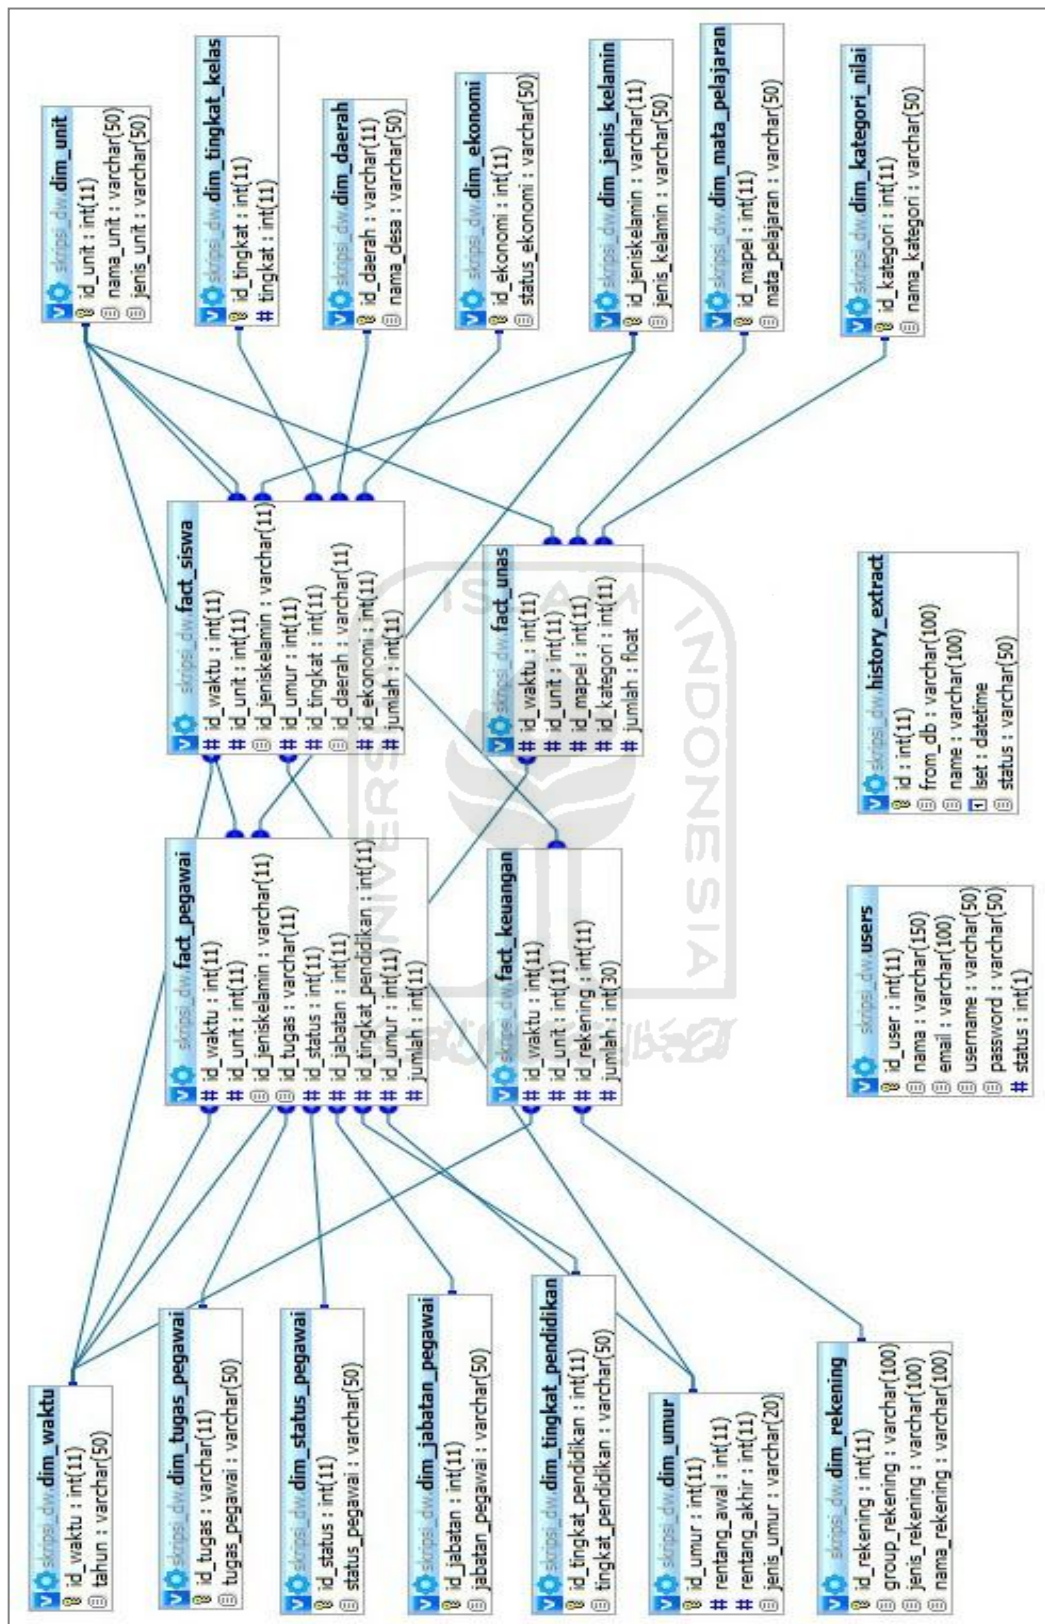 skripsi_dw.dim_waktu
id_waktu : int(11)
tahun : varchar(50)
skripsi_dw.dim_tugas_pegawai
id_tugas : varchar(11)
tugas_pegawai : varchar(50)
skripsi_dw.dim_status_pegawai
id_status : int(11)
status_pegawai : varchar(50)
skripsi_dw.dim_jabatan_pegawai
id_jabatan : int(11)
jabatan_pegawai : varchar(50)
skripsi_dw.dim_tingkat_pendidikan
id_tingkat_pendidikan : int(11)
tingkat_pendidikan : varchar(50)
skripsi_dw.dim_umur
id_umur : int(11)
# rentang_awal : int(11)
# rentang_akhir : int(11)
jenis_umur : varchar(20)
skripsi_dw.dim_rekening
id_rekening : int(11)
group_rekening : varchar(100)
jenis_rekening : varchar(100)
nama_rekening : varchar(100)
skripsi_dw.fact_pegawai
# id_waktu : int(11)
# id_unit : int(11)
id_jeniskelamin : varchar(11)
id_tugas : varchar(11)
# id_status : int(11)
# id_jabatan : int(11)
# id_tingkat_pendidikan : int(11)
# id_umur : int(11)
# jumlah : int(11)
skripsi_dw.fact_keuangan
# id_waktu : int(11)
# id_unit : int(11)
# id_rekening : int(11)
# jumlah : int(30)
skripsi_dw.users
id_user : int(11)
nama : varchar(150)
email : varchar(100)
username : varchar(50)
password : varchar(50)
# status : int(1)
skripsi_dw.fact_siswa
# id_waktu : int(11)
# id_unit : int(11)
id_jeniskelamin : varchar(11)
# id_umur : int(11)
# id_tingkat : int(11)
id_daerah : varchar(11)
# id_ekonomi : int(11)
# jumlah : int(11)
skripsi_dw.fact_unas
# id_waktu : int(11)
# id_unit : int(11)
# id_mapel : int(11)
# id_kategori : int(11)
# jumlah : float
skripsi_dw.history_extract
id : int(11)
from_db : varchar(100)
name : varchar(100)
lset : datetime
status : varchar(50)
skripsi_dw.dim_unit
id_unit : int(11)
nama_unit : varchar(50)
jenis_unit : varchar(50)
skripsi_dw.dim_tingkat_kelas
id_tingkat : int(11)
# tingkat : int(11)
skripsi_dw.dim_daerah
id_daerah : varchar(11)
nama_desa : varchar(50)
skripsi_dw.dim_ekonomi
id_ekonomi : int(11)
status_ekonomi : varchar(50)
skripsi_dw.dim_jenis_kelamin
id_jeniskelamin : varchar(11)
jenis_kelamin : varchar(50)
skripsi_dw.dim_mata_pelajaran
id_mapel : int(11)
mata_pelajaran : varchar(50)
skripsi_dw.dim_kategori_nilai
id_kategori : int(11)
nama_kategori : varchar(50)
ISLAM
INDONESIA